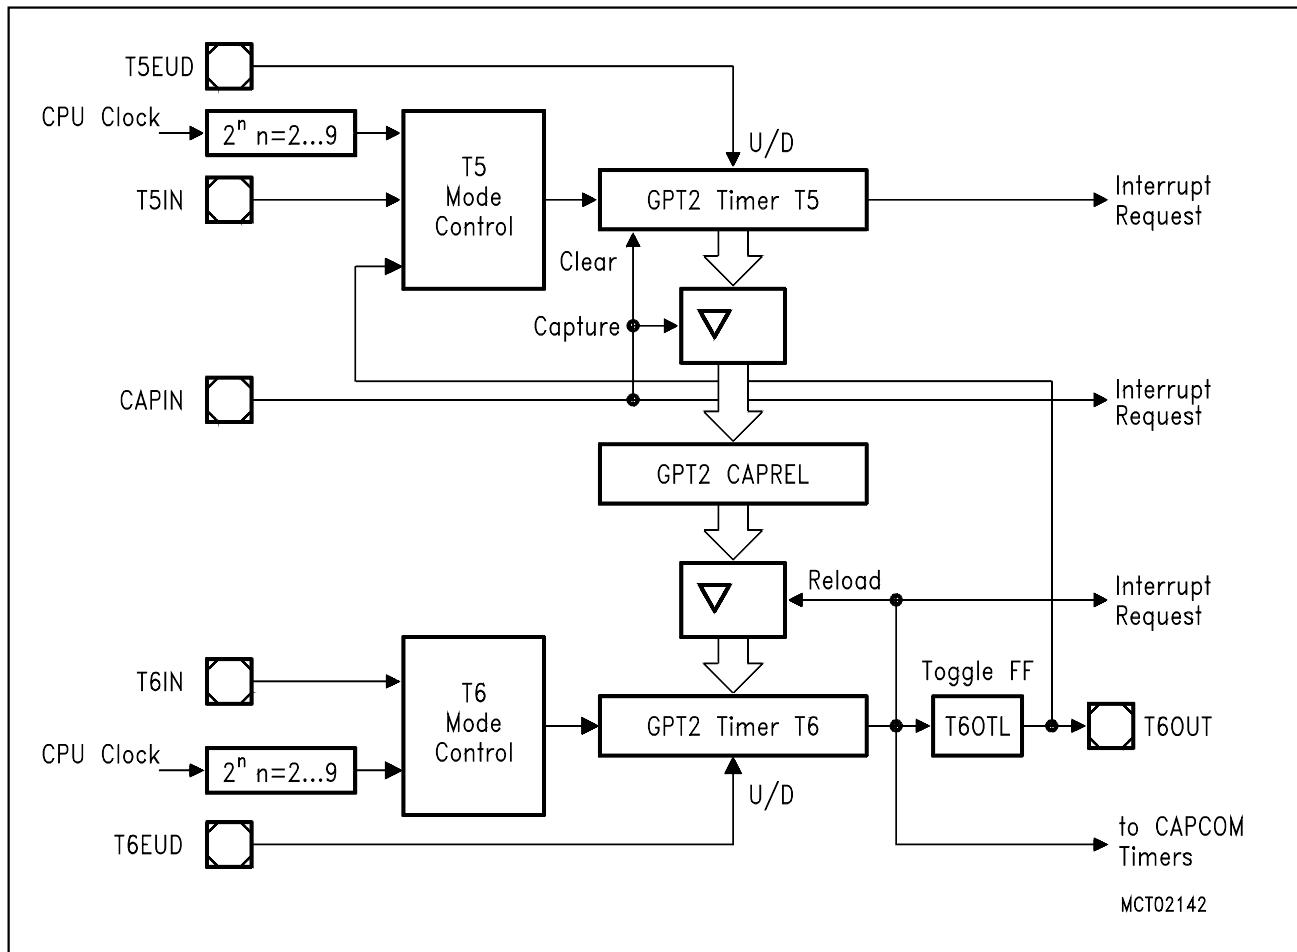 T5EUD
CPU Clock
2ⁿ n=2...9
U/D
T5IN
T5
Mode
Control
GPT2 Timer T5
Interrupt
Request
Clear
Capture
CAPIN
Interrupt
Request
GPT2 CAPREL
Reload
Interrupt
Request
T6IN
T6
Mode
Control
GPT2 Timer T6
Toggle FF
T6OTL
T6OUT
CPU Clock
2ⁿ n=2...9
U/D
T6EUD
to CAPCOM
Timers
MCT02142